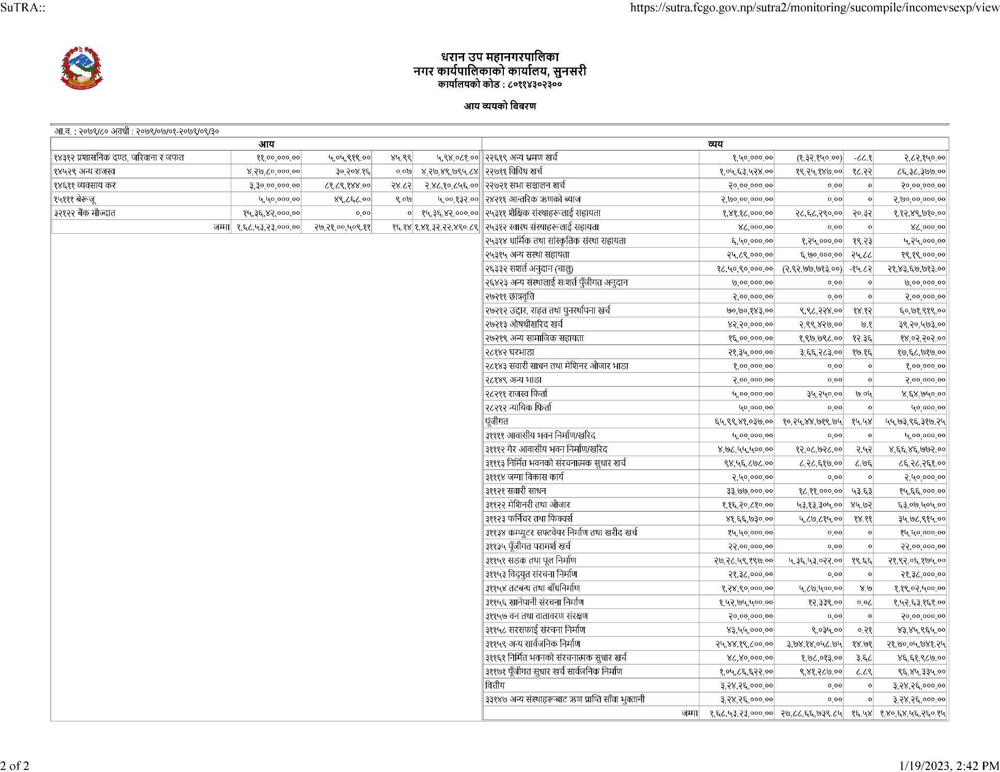 SuTRA::
https://sutra.fcgo.gov.np/sutra2/monitoring/sucompile/incomevsexp/view
धरान उप महानगरपालिका
नगर कार्यपालिकाको कार्यालय, सुनसरी
कार्यालयको कोड : ८०११४३०२३००
आय व्ययको बिबरण
आ.व. : २०७९/८० अवधी : २०७९/०७/०१-२०७९/०९/३०
आय
१४३१२ प्रशासनिक दण्ड, जरिवाना र जफत ११,००,०००.०० ५,०५,९१९.०० ४५.९९ ५,९४,०८१.००
१४५२९ अन्य राजस्व ४,२७,८०,०००.०० ३०,२०४.१६ ०.०७ ४,२७,४९,७९५.८४
१४६११ व्यवसाय कर ३,३०,००,०००.०० ८१,८९,१४४.०० २४.८२ २,४८,१०,८५६.००
१५१११ बेरूजू ५,५०,०००.०० ४९,८६८.०० ९.०७ ५,००,१३२.००
३२१२२ बैंक मौज्दात १५,३६,४२,०००.०० ०.०० ० १५,३६,४२,०००.००
जम्मा १,६८,५३,२३,०००.०० २७,२१,००,५०९.११ १६.१४ १,४१,३२,२२,४९०.८९
व्यय
२२६१९ अन्य भ्रमण खर्च १,५०,०००.०० (१,३२,१५०.००) -८८.१ २,८२,१५०.००
२२७११ विविध खर्च १,०५,६३,५२४.०० १९,२५,१४७.०० १८.२२ ८६,३८,३७७.००
२२७२१ सभा सञ्चालन खर्च २०,००,०००.०० ०.०० ० २०,००,०००.००
२४२११ आन्तरिक ऋणको ब्याज २,७०,००,०००.०० ०.०० ० २,७०,००,०००.००
२५३११ शैक्षिक संस्थाहरूलाई सहायता १,४१,१८,०००.०० २८,६८,२९०.०० २०.३२ १,१२,४९,७१०.००
२५३१२ स्वास्थ संस्थाहरूलाई सहायता ४८,०००.०० ०.०० ० ४८,०००.००
२५३१४ धार्मिक तथा सांस्कृतिक संस्था सहायता ६,५०,०००.०० १,२५,०००.०० १९.२३ ५,२५,०००.००
२५३१५ अन्य सस्था सहायता २५,८९,०००.०० ६,७०,०००.०० २५.८८ १९,१९,०००.००
२६३३२ सशर्त अनुदान (चालु) १८,५०,९०,०००.०० (२,९२,७७,७१३.००) -१५.८२ २१,४३,६७,७१३.००
२६४२३ अन्य संस्थालाई सःशर्त पुँजीगत अनुदान ७,००,०००.०० ०.०० ० ७,००,०००.००
२७२११ छात्रवृत्ति २,००,०००.०० ०.०० ० २,००,०००.००
२७२१२ उद्दार, राहत तथा पुनर्स्थापना खर्च ७०,७०,१४३.०० ९,९८,२२४.०० १४.१२ ६०,७१,९१९.००
२७२१३ औषधीखरिद खर्च ४२,२०,०००.०० २,९९,४२७.०० ७.१ ३९,२०,५७३.००
२७२१९ अन्य सामाजिक सहायता १६,००,०००.०० १,९७,७९८.०० १२.३६ १४,०२,२०२.००
२८१४२ घरभाडा २१,३५,०००.०० ३,६६,२८३.०० १७.१६ १७,६८,७१७.००
२८१४३ सवारी साधन तथा मेशिनर औजार भाडा १,००,०००.०० ०.०० ० १,००,०००.००
२८१४९ अन्य भाडा २,००,०००.०० ०.०० ० २,००,०००.००
२८२११ राजस्व फिर्ता ५,००,०००.०० ३५,२५०.०० ७.०५ ४,६४,७५०.००
२८२१२ न्यायिक फिर्ता ५०,०००.०० ०.०० ० ५०,०००.००
पूंजीगत ६५,९९,४१,०३७.०० १०,२५,४४,७१९.७५ १५.५४ ५५,७३,९६,३१७.२५
३११११ आवासीय भवन निर्माण/खरिद ५,००,०००.०० ०.०० ० ५,००,०००.००
३१११२ गैर आवासीय भवन निर्माण/खरिद ४,७८,५५,५००.०० १२,०८,७२८.०० २.५२ ४,६६,४६,७७२.००
३१११३ निर्मित भवनको संरचनात्मक सुधार खर्च ९४,५६,८७८.०० ८,२८,६१७.०० ८.७६ ८६,२८,२६१.००
३१११४ जग्गा विकास कार्य २,५०,०००.०० ०.०० ० २,५०,०००.००
३११२१ सवारी साधन ३३,७७,०००.०० १८,११,०००.०० ५३.६३ १५,६६,०००.००
३११२२ मेशिनरी तथा औजार १,१६,२०,८१०.०० ५३,१३,३०५.०० ४५.७२ ६३,०७,५०५.००
३११२३ फर्निचर तथा फिक्चर्स ४१,६६,७३०.०० ५,८७,८१५.०० १४.११ ३५,७८,९१५.००
३११३४ कम्प्युटर सफ्टवेयर निर्माण तथा खरीद खर्च १५,५०,०००.०० ०.०० ० १५,५०,०००.००
३११३५ पूँजीगत परामर्श खर्च २२,००,०००.०० ०.०० ० २२,००,०००.००
३११५१ सडक तथा पूल निर्माण २७,२८,५९,१९७.०० ५,३६,५३,०२२.०० १९.६६ २१,९२,०६,१७५.००
३११५३ विद्युत संरचना निर्माण २१,३८,०००.०० ०.०० ० २१,३८,०००.००
३११५४ तटबन्ध तथा बाँधनिर्माण १,२४,९०,०००.०० ५,८७,५००.०० ४.७ १,१९,०२,५००.००
३११५६ खानेपानी संरचना निर्माण १,५२,७५,५००.०० १२,३३९.०० ०.०८ १,५२,६३,१६१.००
३११५७ वन तथा वातावरण संरक्षण २०,००,०००.०० ०.०० ० २०,००,०००.००
३११५८ सरसफाई संरचना निर्माण ४३,५५,०००.०० ९,०३५.०० ०.२१ ४३,४५,९६५.००
३११५९ अन्य सार्वजनिक निर्माण २५,४४,१९,८००.०० ३,७४,१४,०५८.७५ १४.७१ २१,७०,०५,७४१.२५
३११६१ निर्मित भवनको संरचनात्मक सुधार खर्च ४८,४०,०००.०० १,७८,०१३.०० ३.६८ ४६,६१,९८७.००
३११७१ पूँजीगत सुधार खर्च सार्वजनिक निर्माण १,०५,८६,६२२.०० ९,४१,२८७.०० ८.८९ ९६,४५,३३५.००
वित्तीय ३,२४,२६,०००.०० ०.०० ० ३,२४,२६,०००.००
३३१४७ अन्य संस्थाहरूबाट ऋण प्राप्ति साँवा भुक्तानी ३,२४,२६,०००.०० ०.०० ० ३,२४,२६,०००.००
जम्मा १,६८,५३,२३,०००.०० २७,८८,६६,७३९.८५ १६.५४ १,४०,६४,५६,२६०.१५
2 of 2
1/19/2023, 2:42 PM